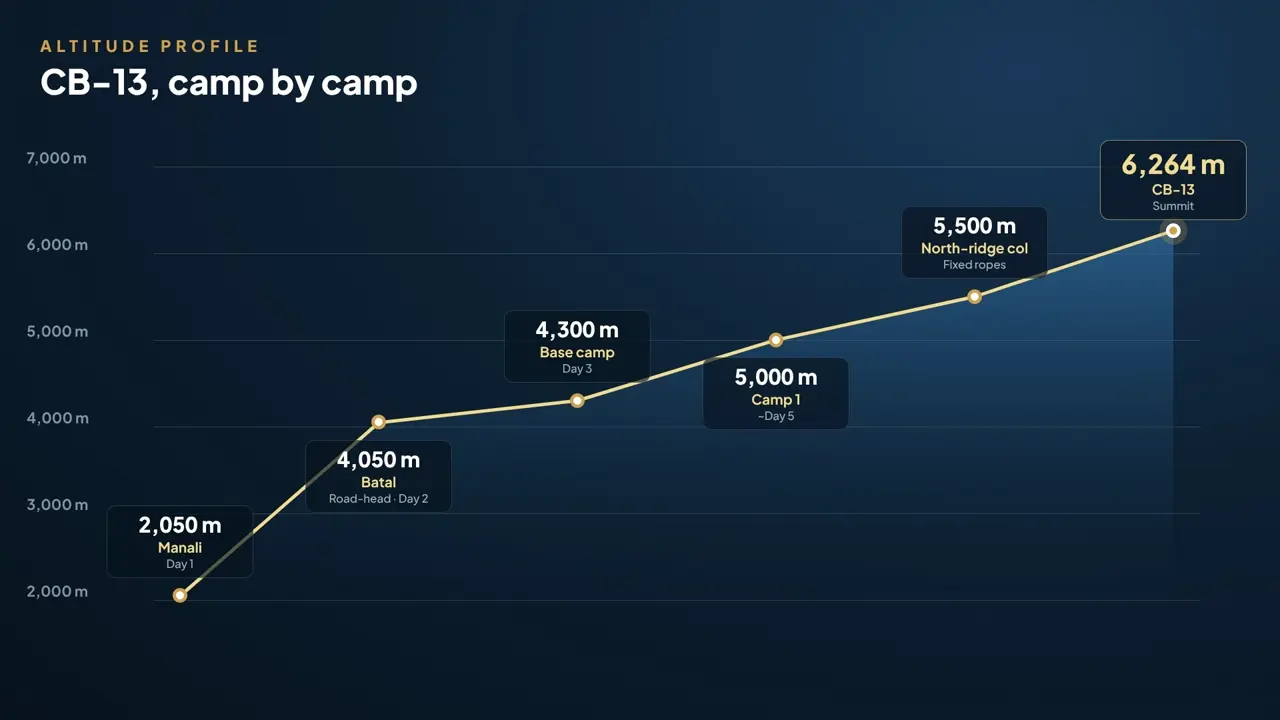 ALTITUDE PROFILE
CB-13, camp by camp
7,000 m
6,000 m
5,000 m
4,000 m
3,000 m
2,000 m
2,050 m
Manali
Day 1
4,050 m
Batal
Road-head · Day 2
4,300 m
Base camp
Day 3
5,000 m
Camp 1
~Day 5
5,500 m
North-ridge col
Fixed ropes
6,264 m
CB-13
Summit